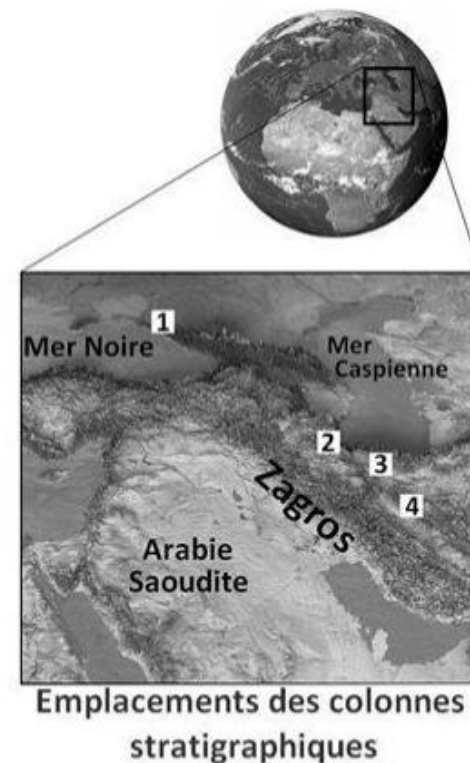 1
Mer Noire
Mer
Caspienne
2
3
4
Zagros
Arabie
Saoudite
Emplacements des colonnes
stratigraphiques